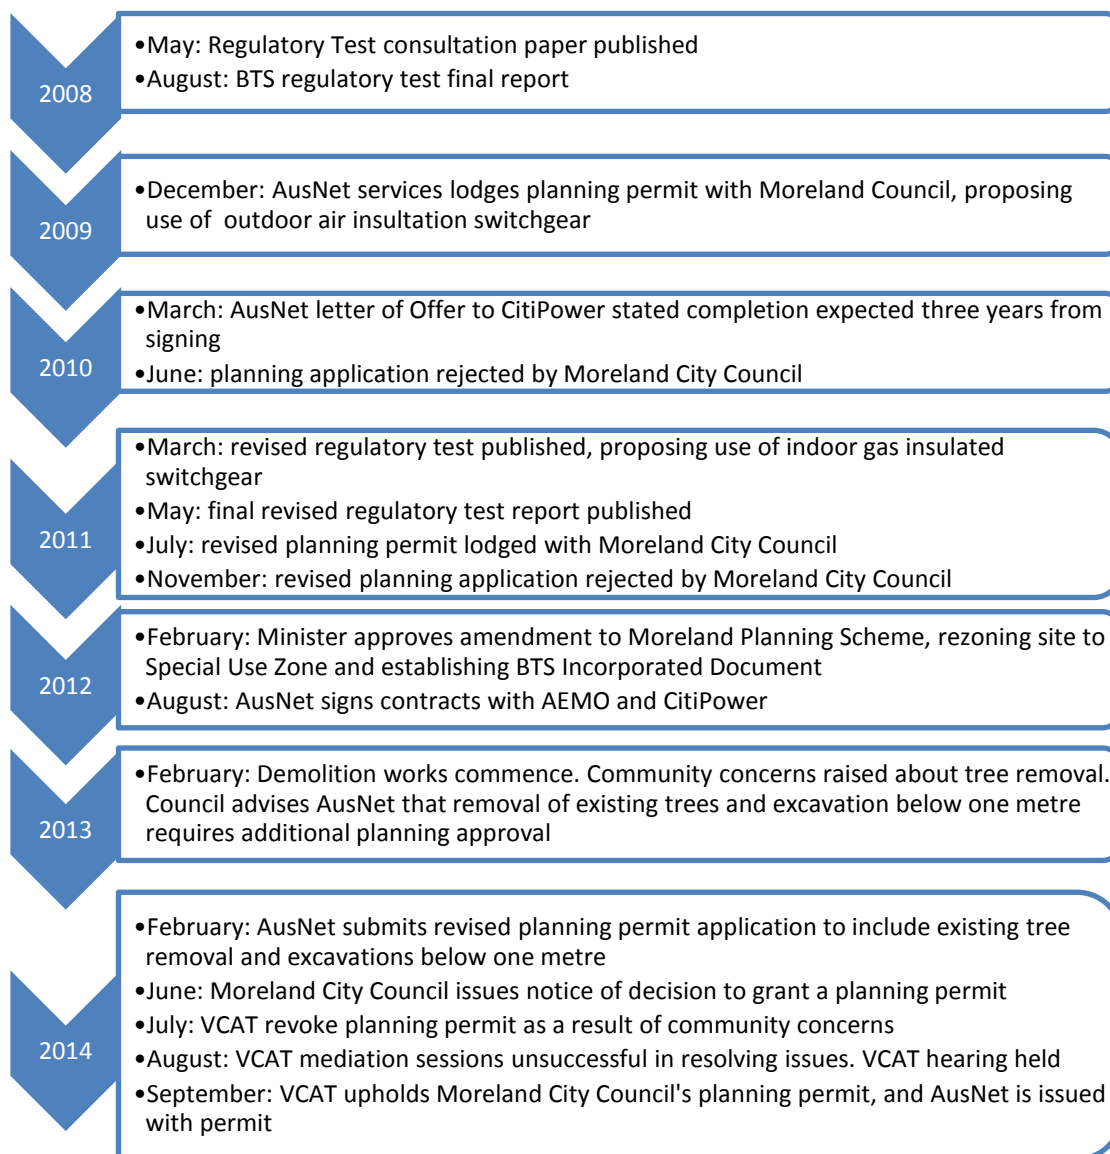 2008
•May: Regulatory Test consultation paper published
•August: BTS regulatory test final report
2009
•December: AusNet services lodges planning permit with Moreland Council, proposing
use of outdoor air insultation switchgear
2010
•March: AusNet letter of Offer to CitiPower stated completion expected three years from
signing
•June: planning application rejected by Moreland City Council
2011
•March: revised regulatory test published, proposing use of indoor gas insulated
switchgear
•May: final revised regulatory test report published
•July: revised planning permit lodged with Moreland City Council
•November: revised planning application rejected by Moreland City Council
2012
•February: Minister approves amendment to Moreland Planning Scheme, rezoning site to
Special Use Zone and establishing BTS Incorporated Document
•August: AusNet signs contracts with AEMO and CitiPower
2013
•February: Demolition works commence. Community concerns raised about tree removal.
Council advises AusNet that removal of existing trees and excavation below one metre
requires additional planning approval
2014
•February: AusNet submits revised planning permit application to include existing tree
removal and excavations below one metre
•June: Moreland City Council issues notice of decision to grant a planning permit
•July: VCAT revoke planning permit as a result of community concerns
•August: VCAT mediation sessions unsuccessful in resolving issues. VCAT hearing held
•September: VCAT upholds Moreland City Council's planning permit, and AusNet is issued
with permit